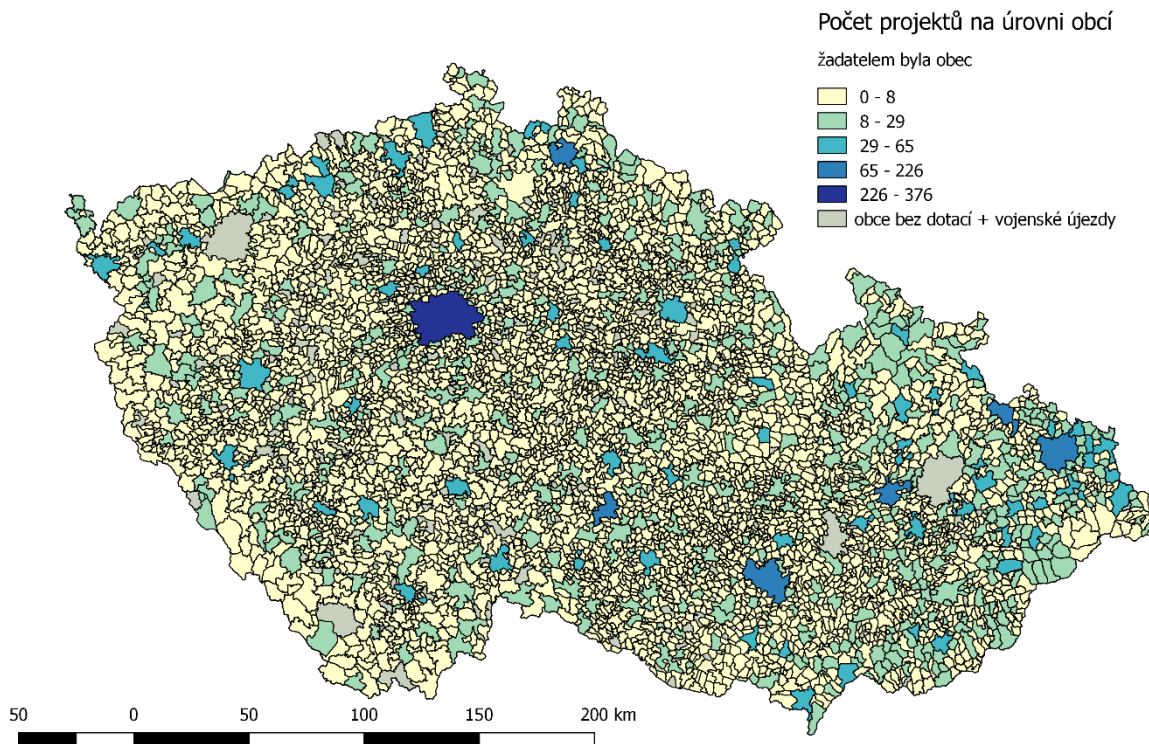 Počet projektů na úrovni obcí
žadatelem byla obec
0 - 8
8 - 29
29 - 65
65 - 226
226 - 376
obce bez dotací + vojenské újezdy
50 0 50 100 150 200 km